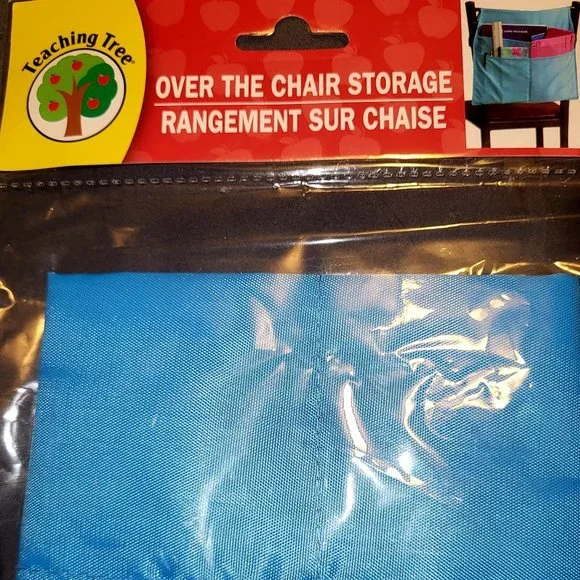 Teaching Tree®
OVER THE CHAIR STORAGE
RANGEMENT SUR CHAISE